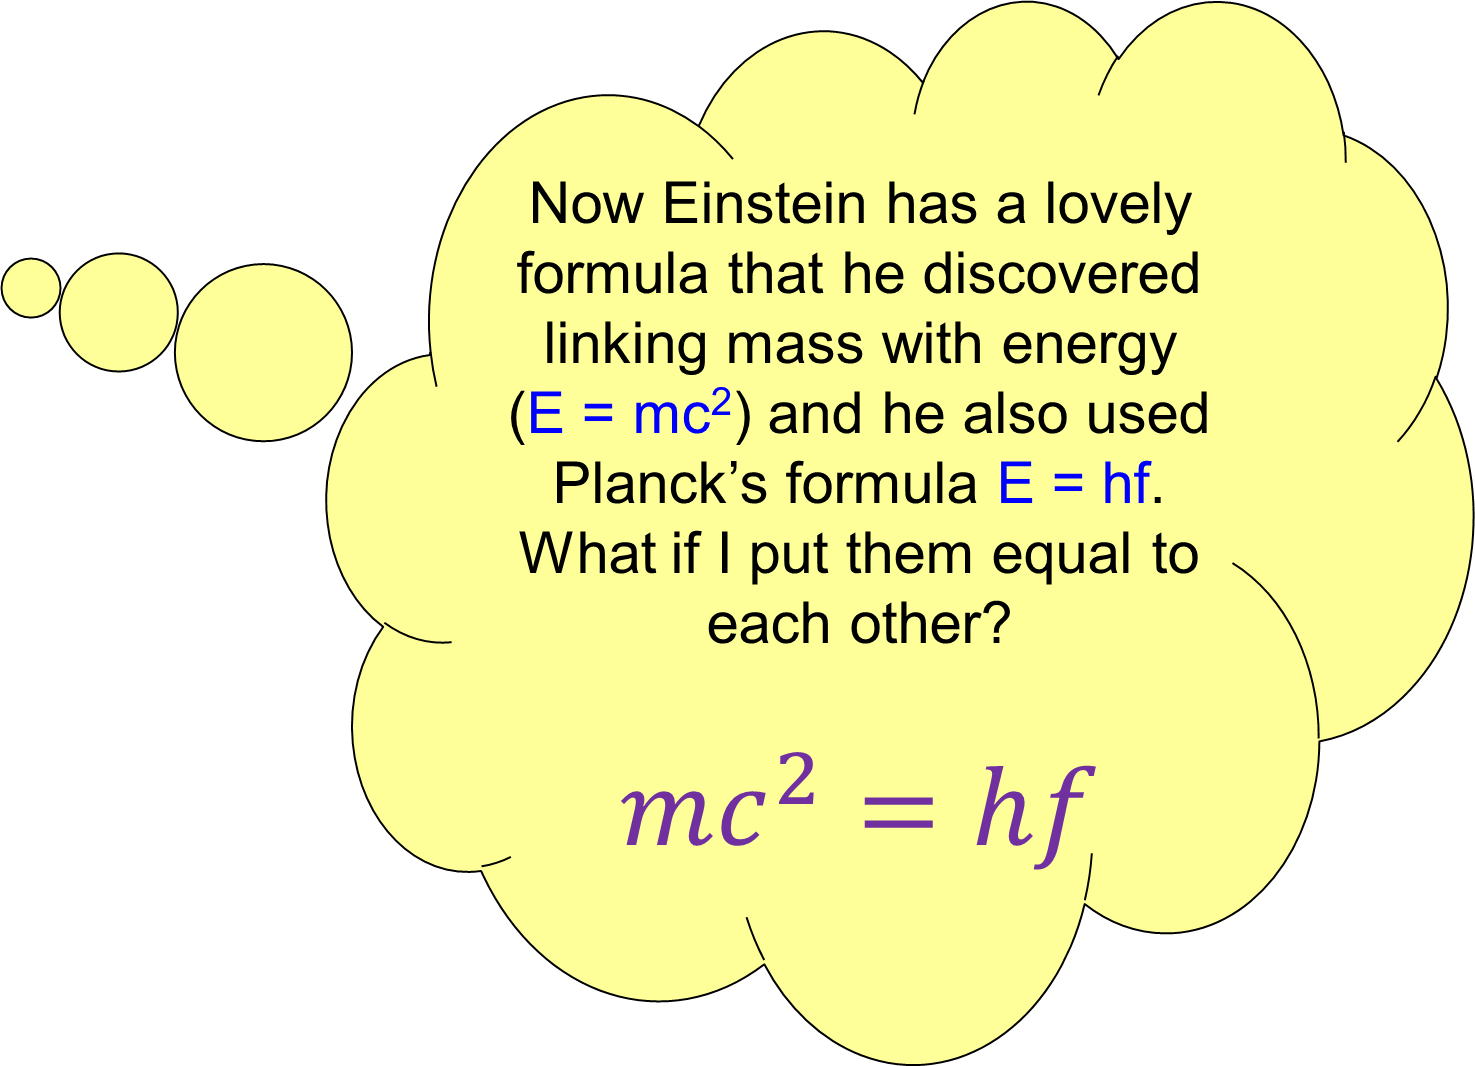 Now Einstein has a lovely
formula that he discovered
linking mass with energy
(E = mc²) and he also used
Planck’s formula E = hf.
What if I put them equal to
each other?
mc² = hf